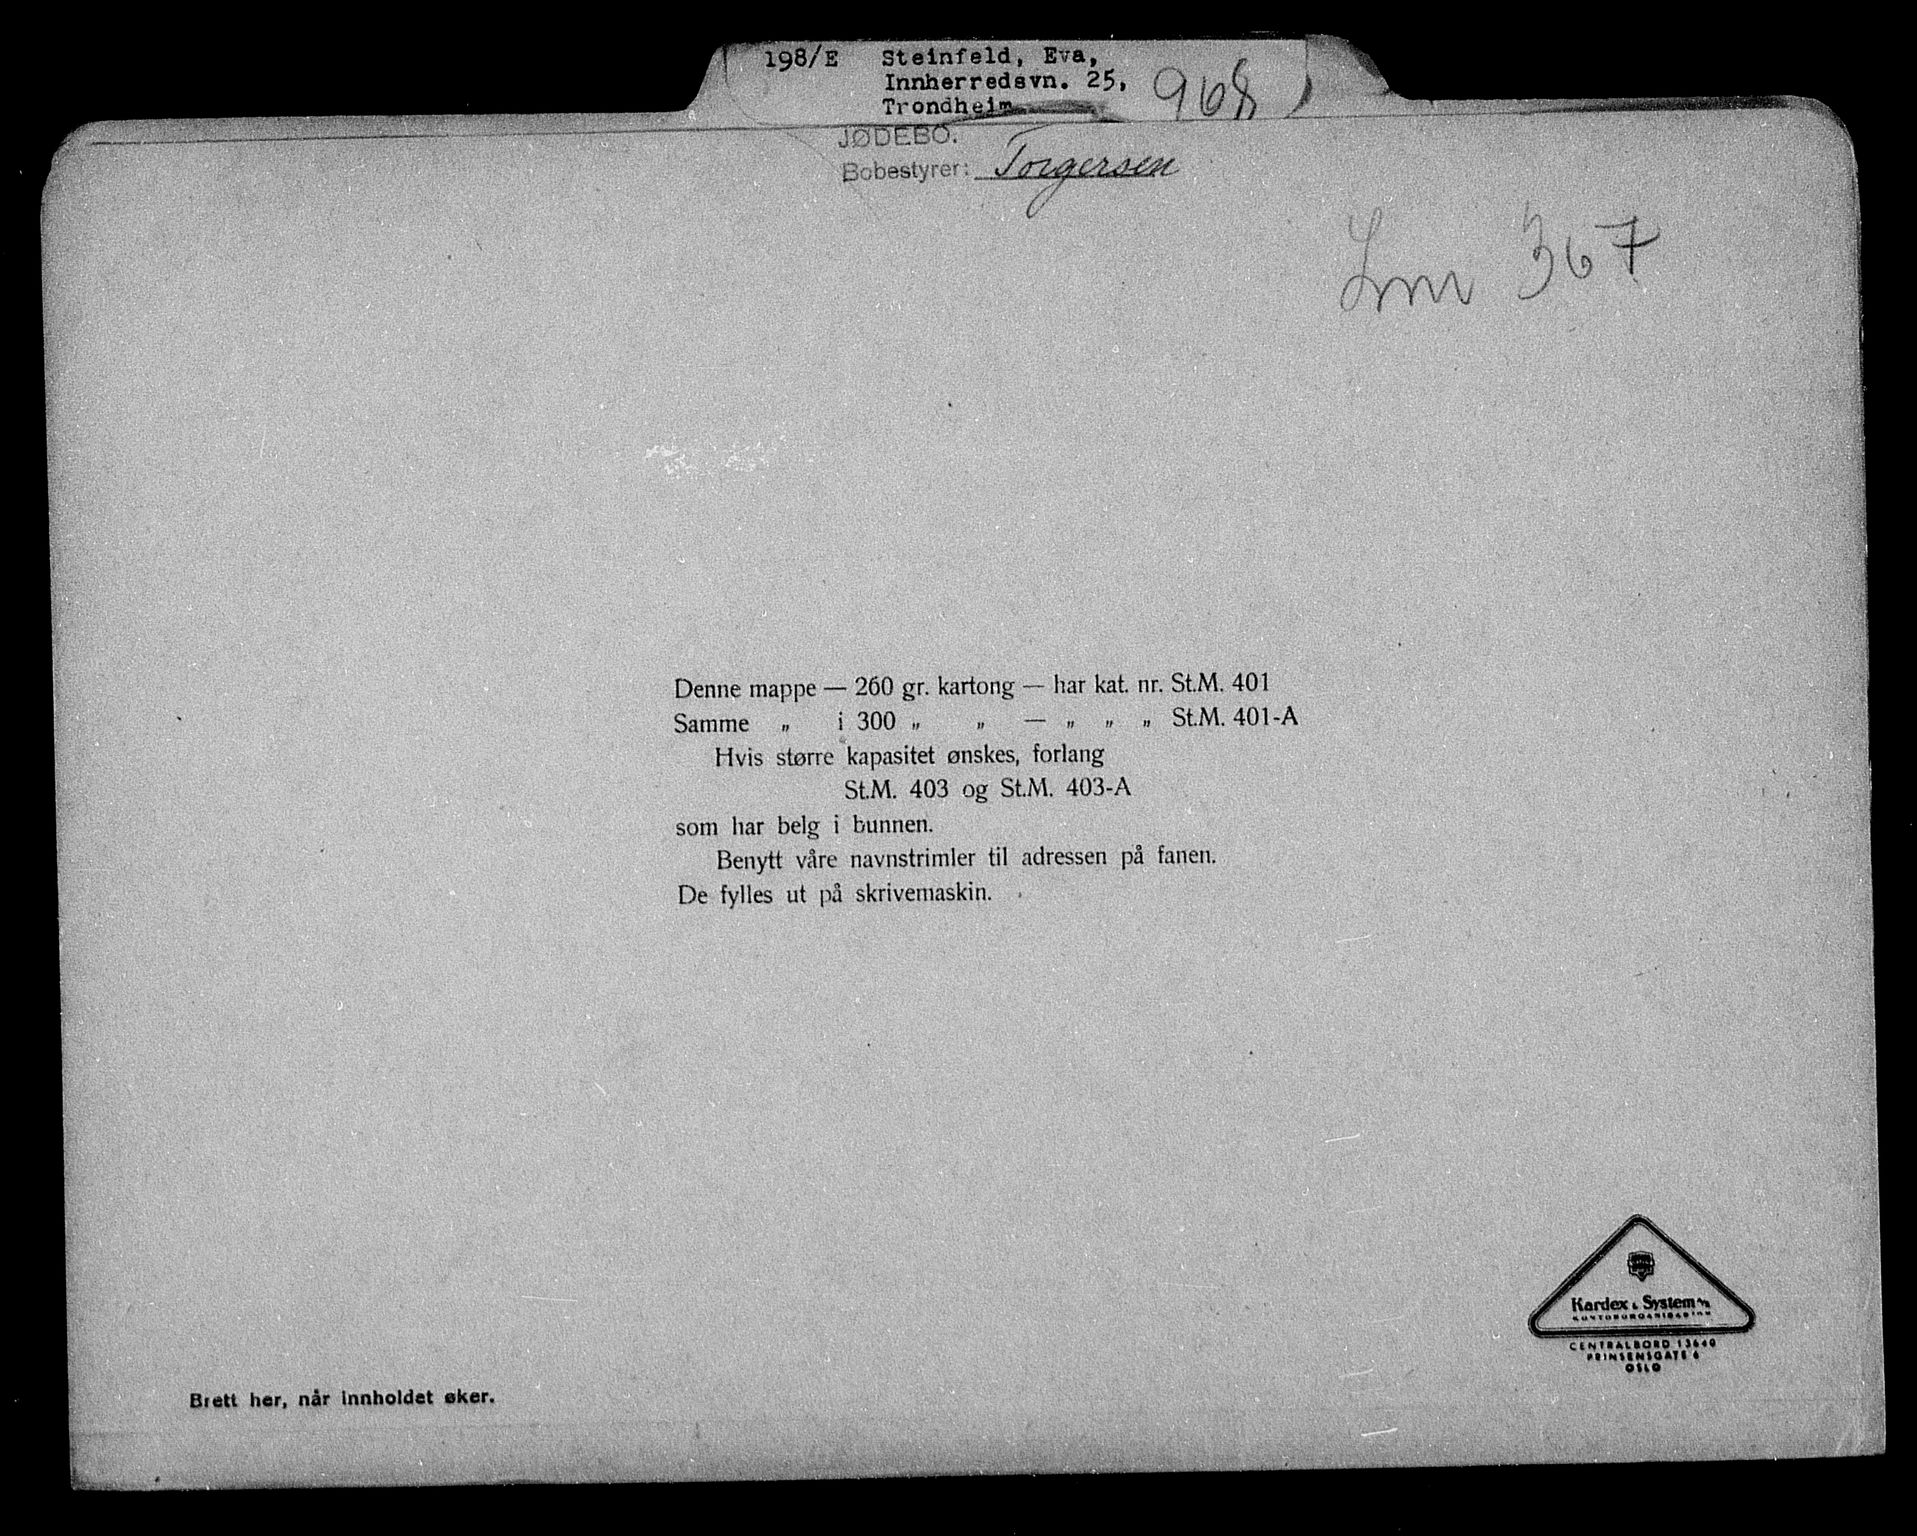 198/E Steinfeld, Eva,
Innherredsvn. 25,
Trondheim
968
JØDEBO.
Bobestyrer: Torgersen
Lm 367
Denne mappe — 260 gr. kartong — har kat. nr. St.M. 401
Samme „ i 300 „ „ — „ „ „ St.M. 401-A
Hvis større kapasitet ønskes, forlang
St.M. 403 og St.M. 403-A
som har belg i bunnen.
Benytt våre navnstrimler til adressen på fanen.
De fylles ut på skrivemaskin.
Kardex & System A/S
KONTORORGANISASJON
CENTRALBORD 13640
PRINSENSGATE 6
OSLO
Brett her, når innholdet øker.